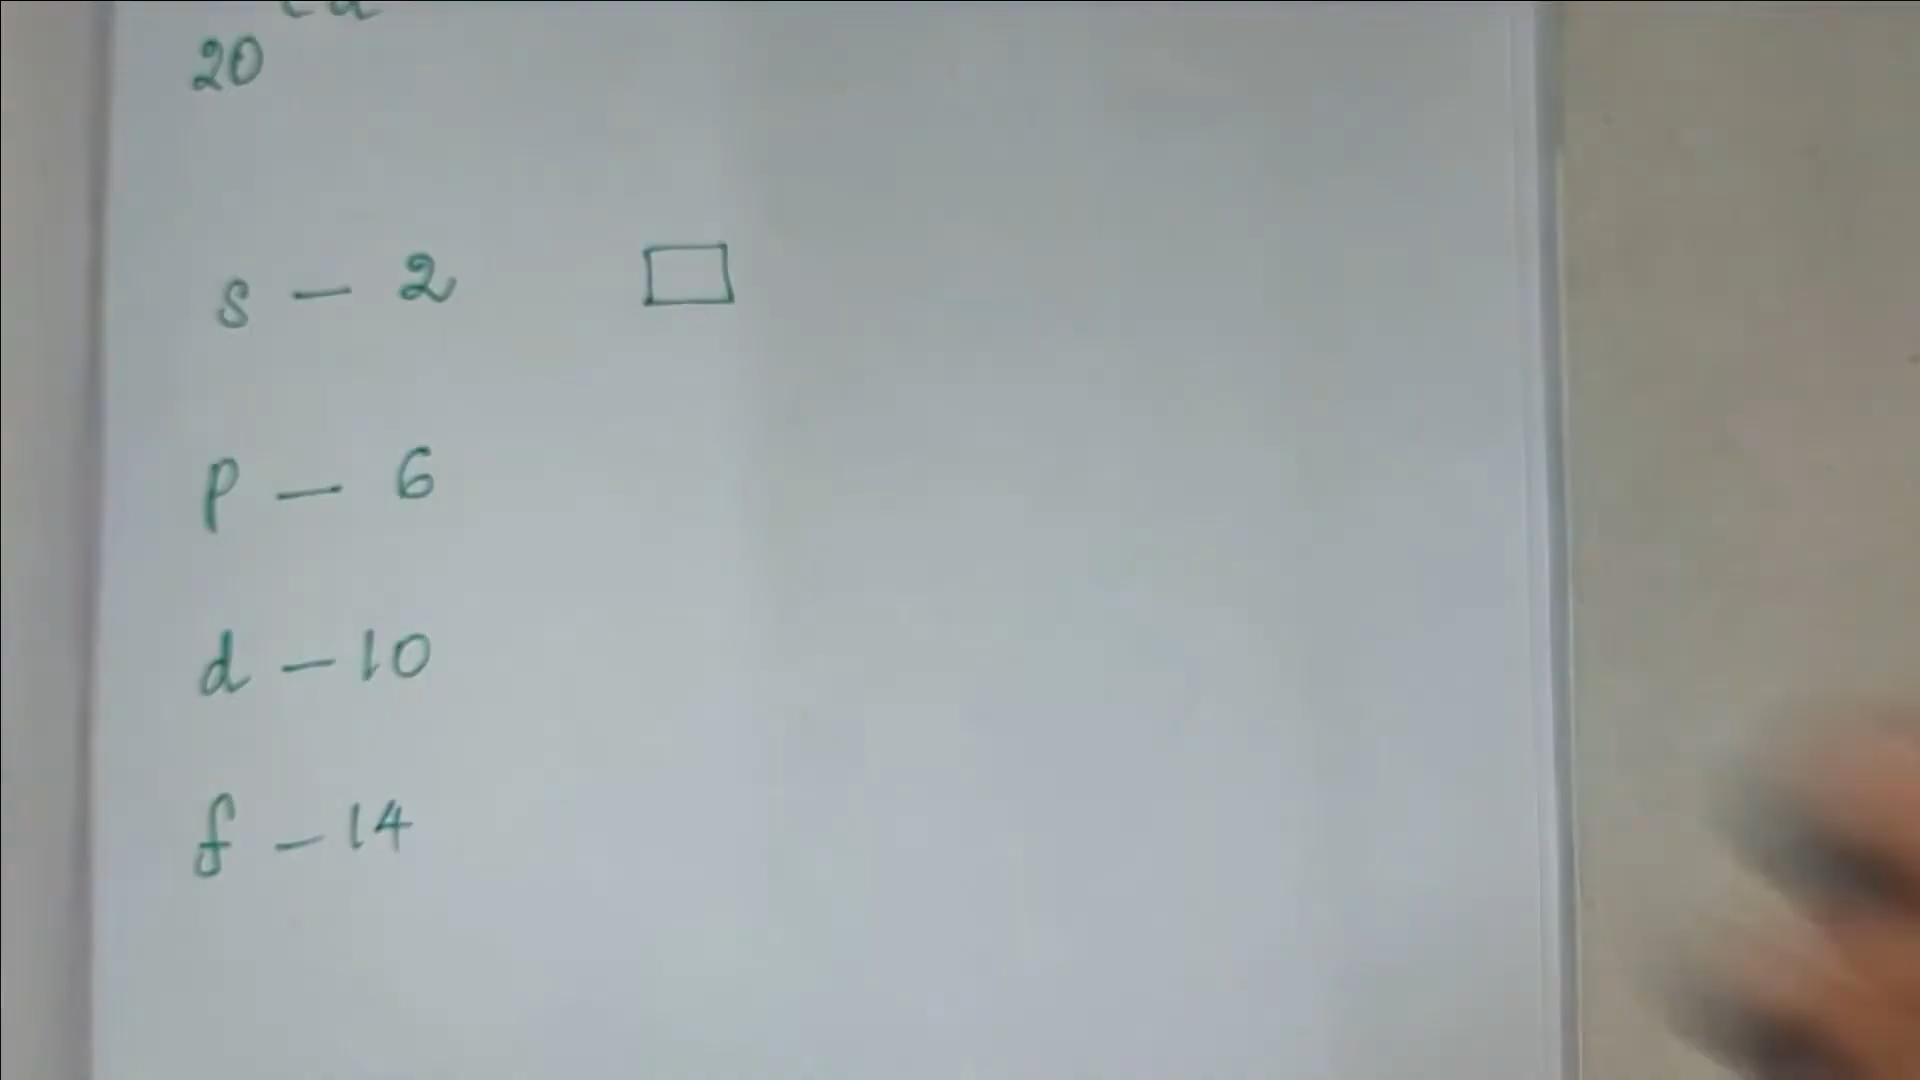 20
s — 2
p — 6
d — 10
f — 14